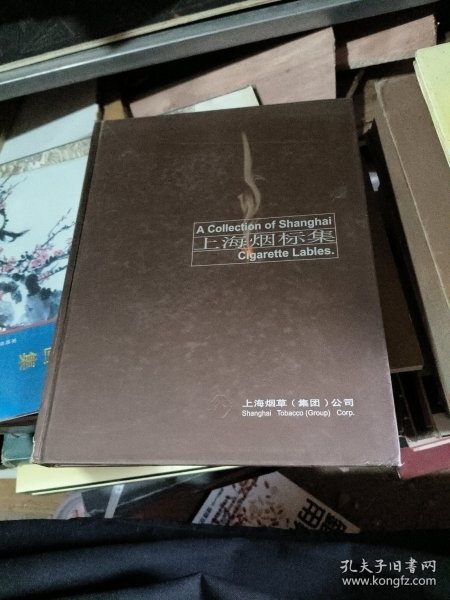 A Collection of Shanghai
上海烟标集
Cigarette Lables.
上海烟草(集团)公司
Shanghai Tobacco (Group) Corp.
孔夫子旧书网
www.kongfz.com